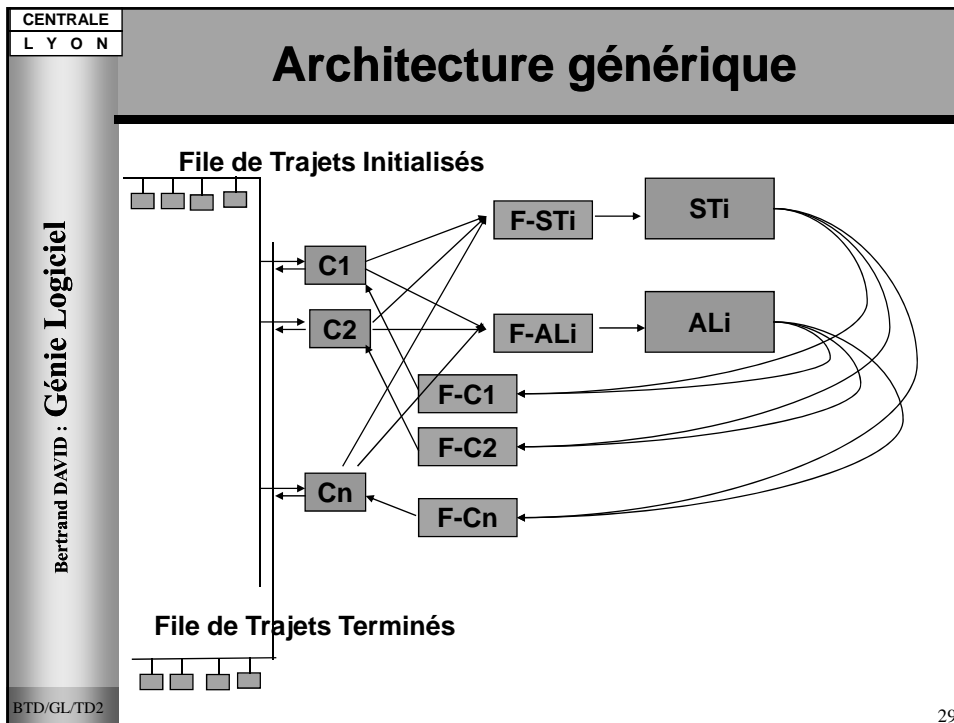 CENTRALE
L Y O N
Architecture générique
Bertrand DAVID : Génie Logiciel
File de Trajets Initialisés
F-STi
STi
C1
C2
F-ALi
ALi
F-C1
F-C2
Cn
F-Cn
File de Trajets Terminés
BTD/GL/TD2
29